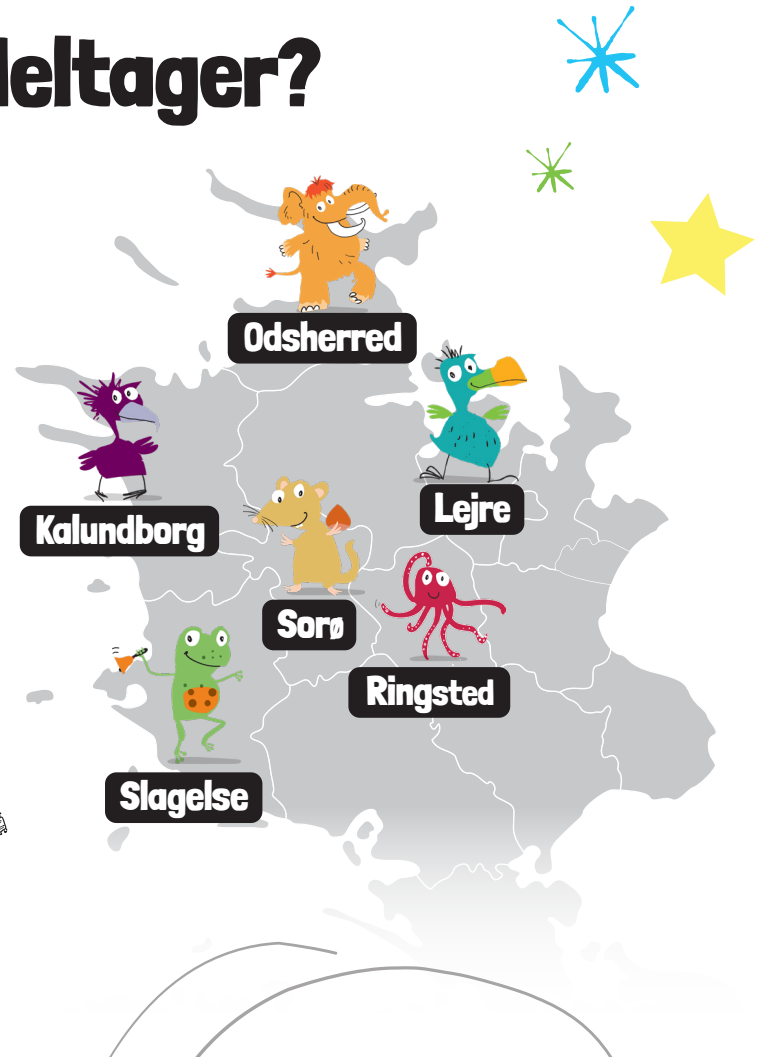 deltager?
Odsherred
Lejre
Kalundborg
Sorø
Ringsted
Slagelse